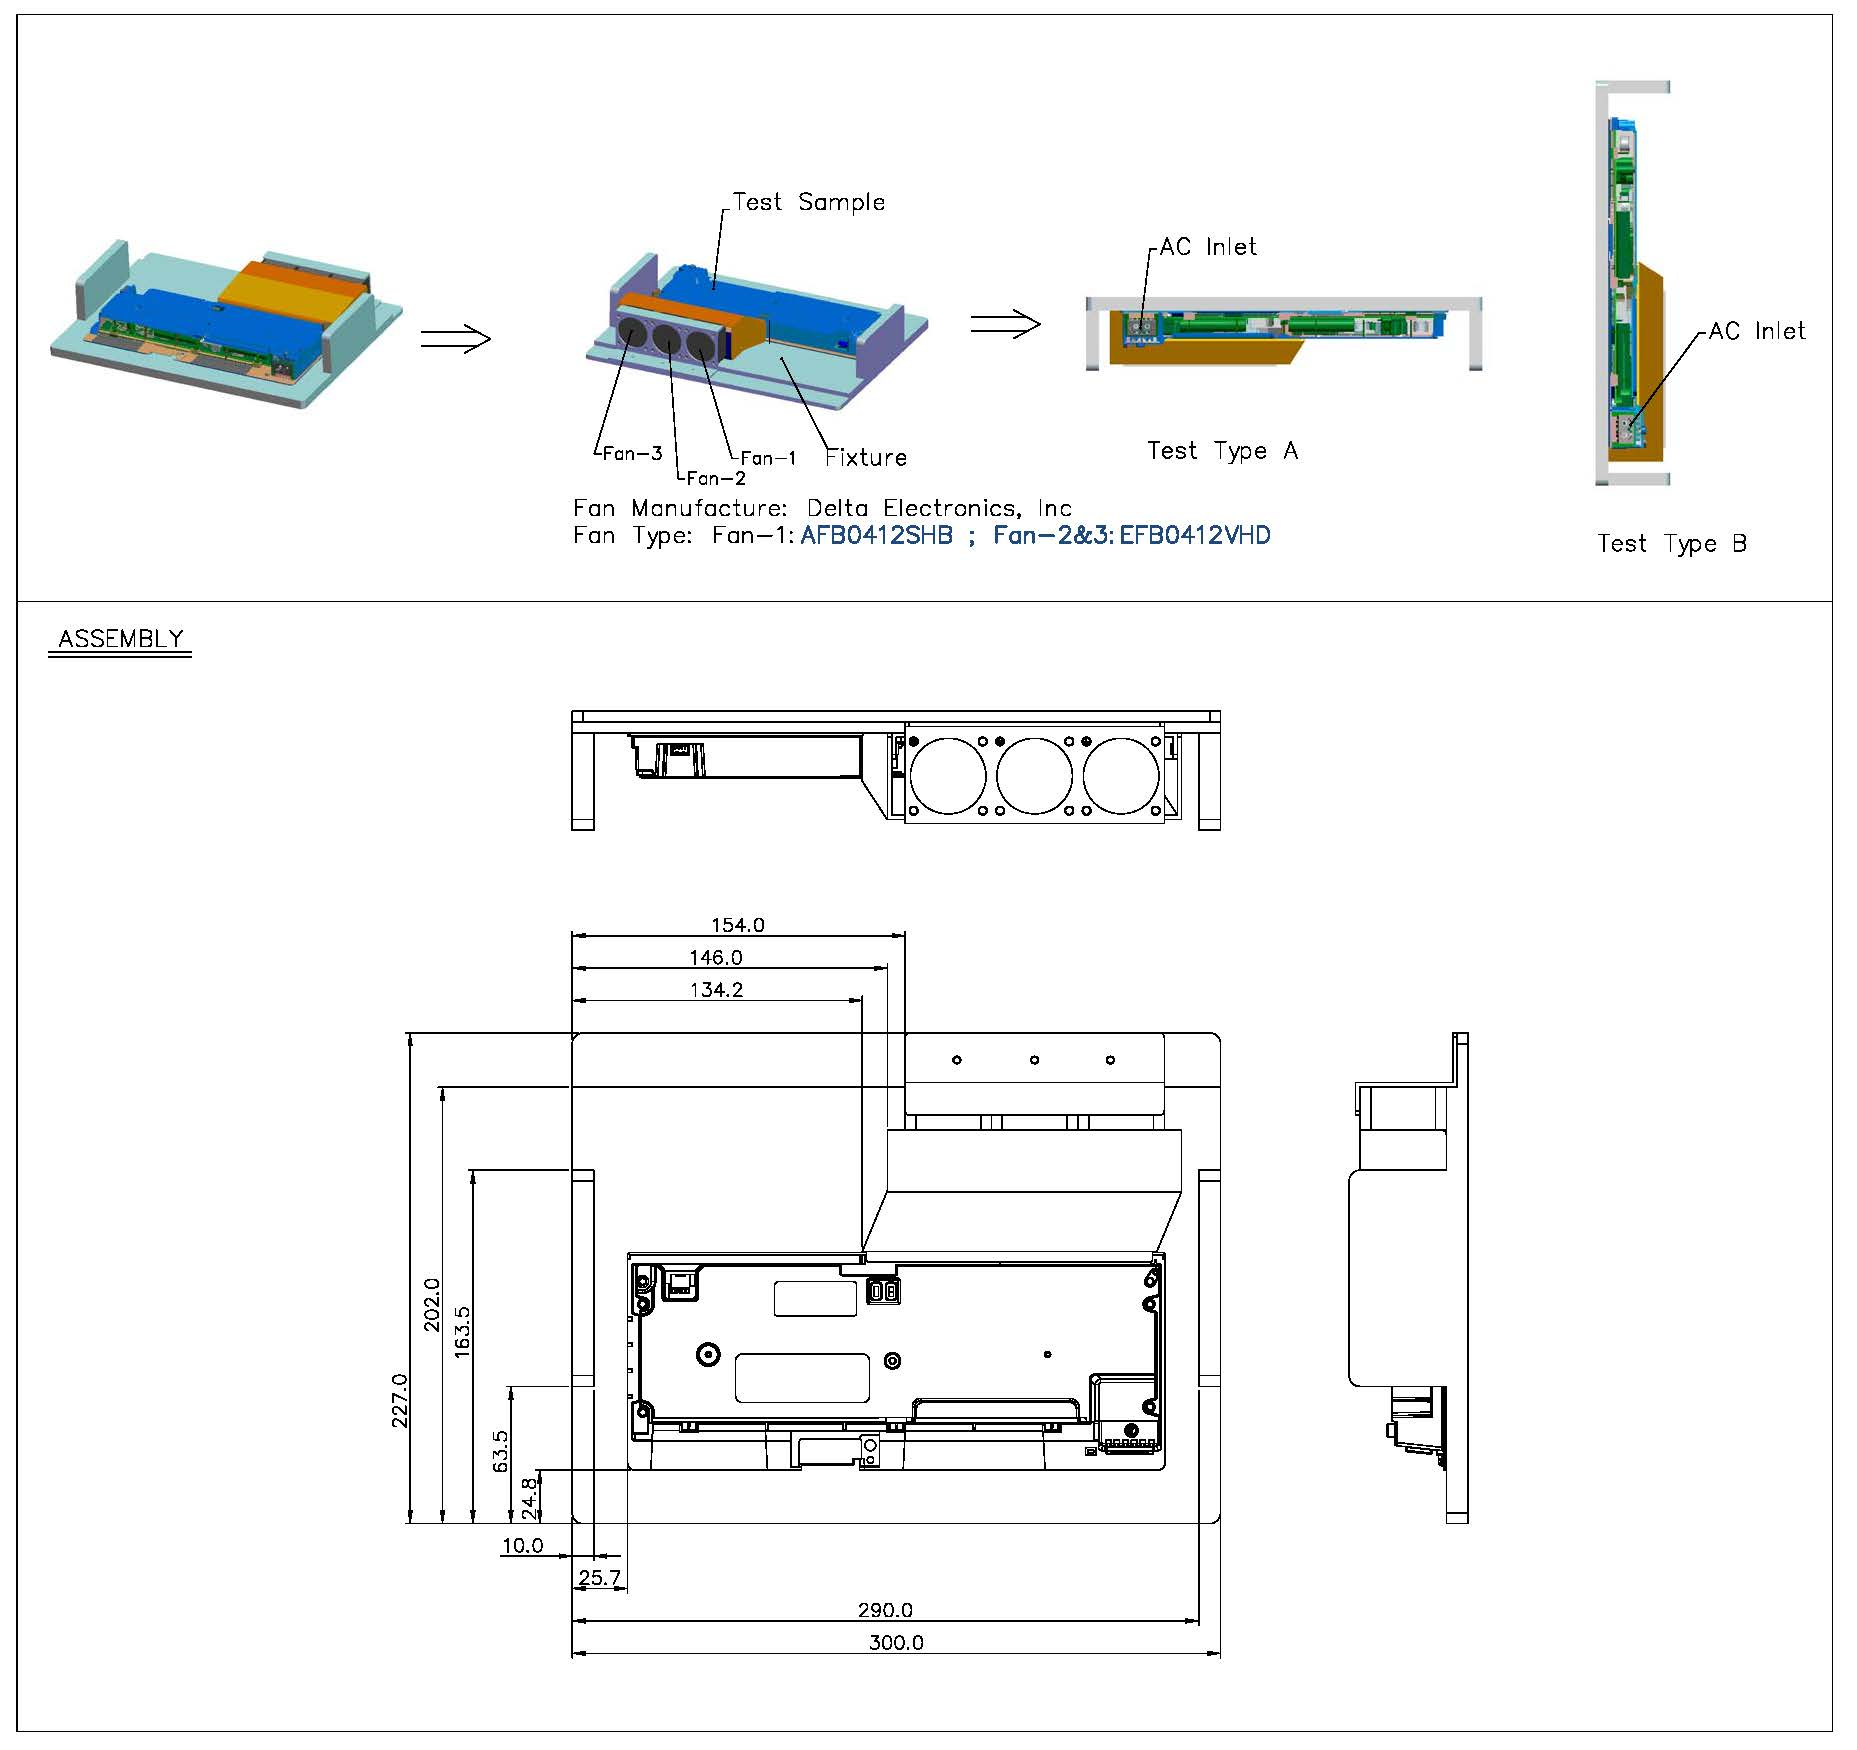 Test Sample
AC Inlet
AC Inlet
Fan-3
Fan-2
Fan-1
Fixture
Test Type A
Fan Manufacture: Delta Electronics, Inc
Fan Type: Fan-1: AFB0412SHB ; Fan-2&3: EFB0412VHD
Test Type B
ASSEMBLY
154.0
146.0
134.2
227.0
202.0
163.5
63.5
24.8
10.0
25.7
290.0
300.0